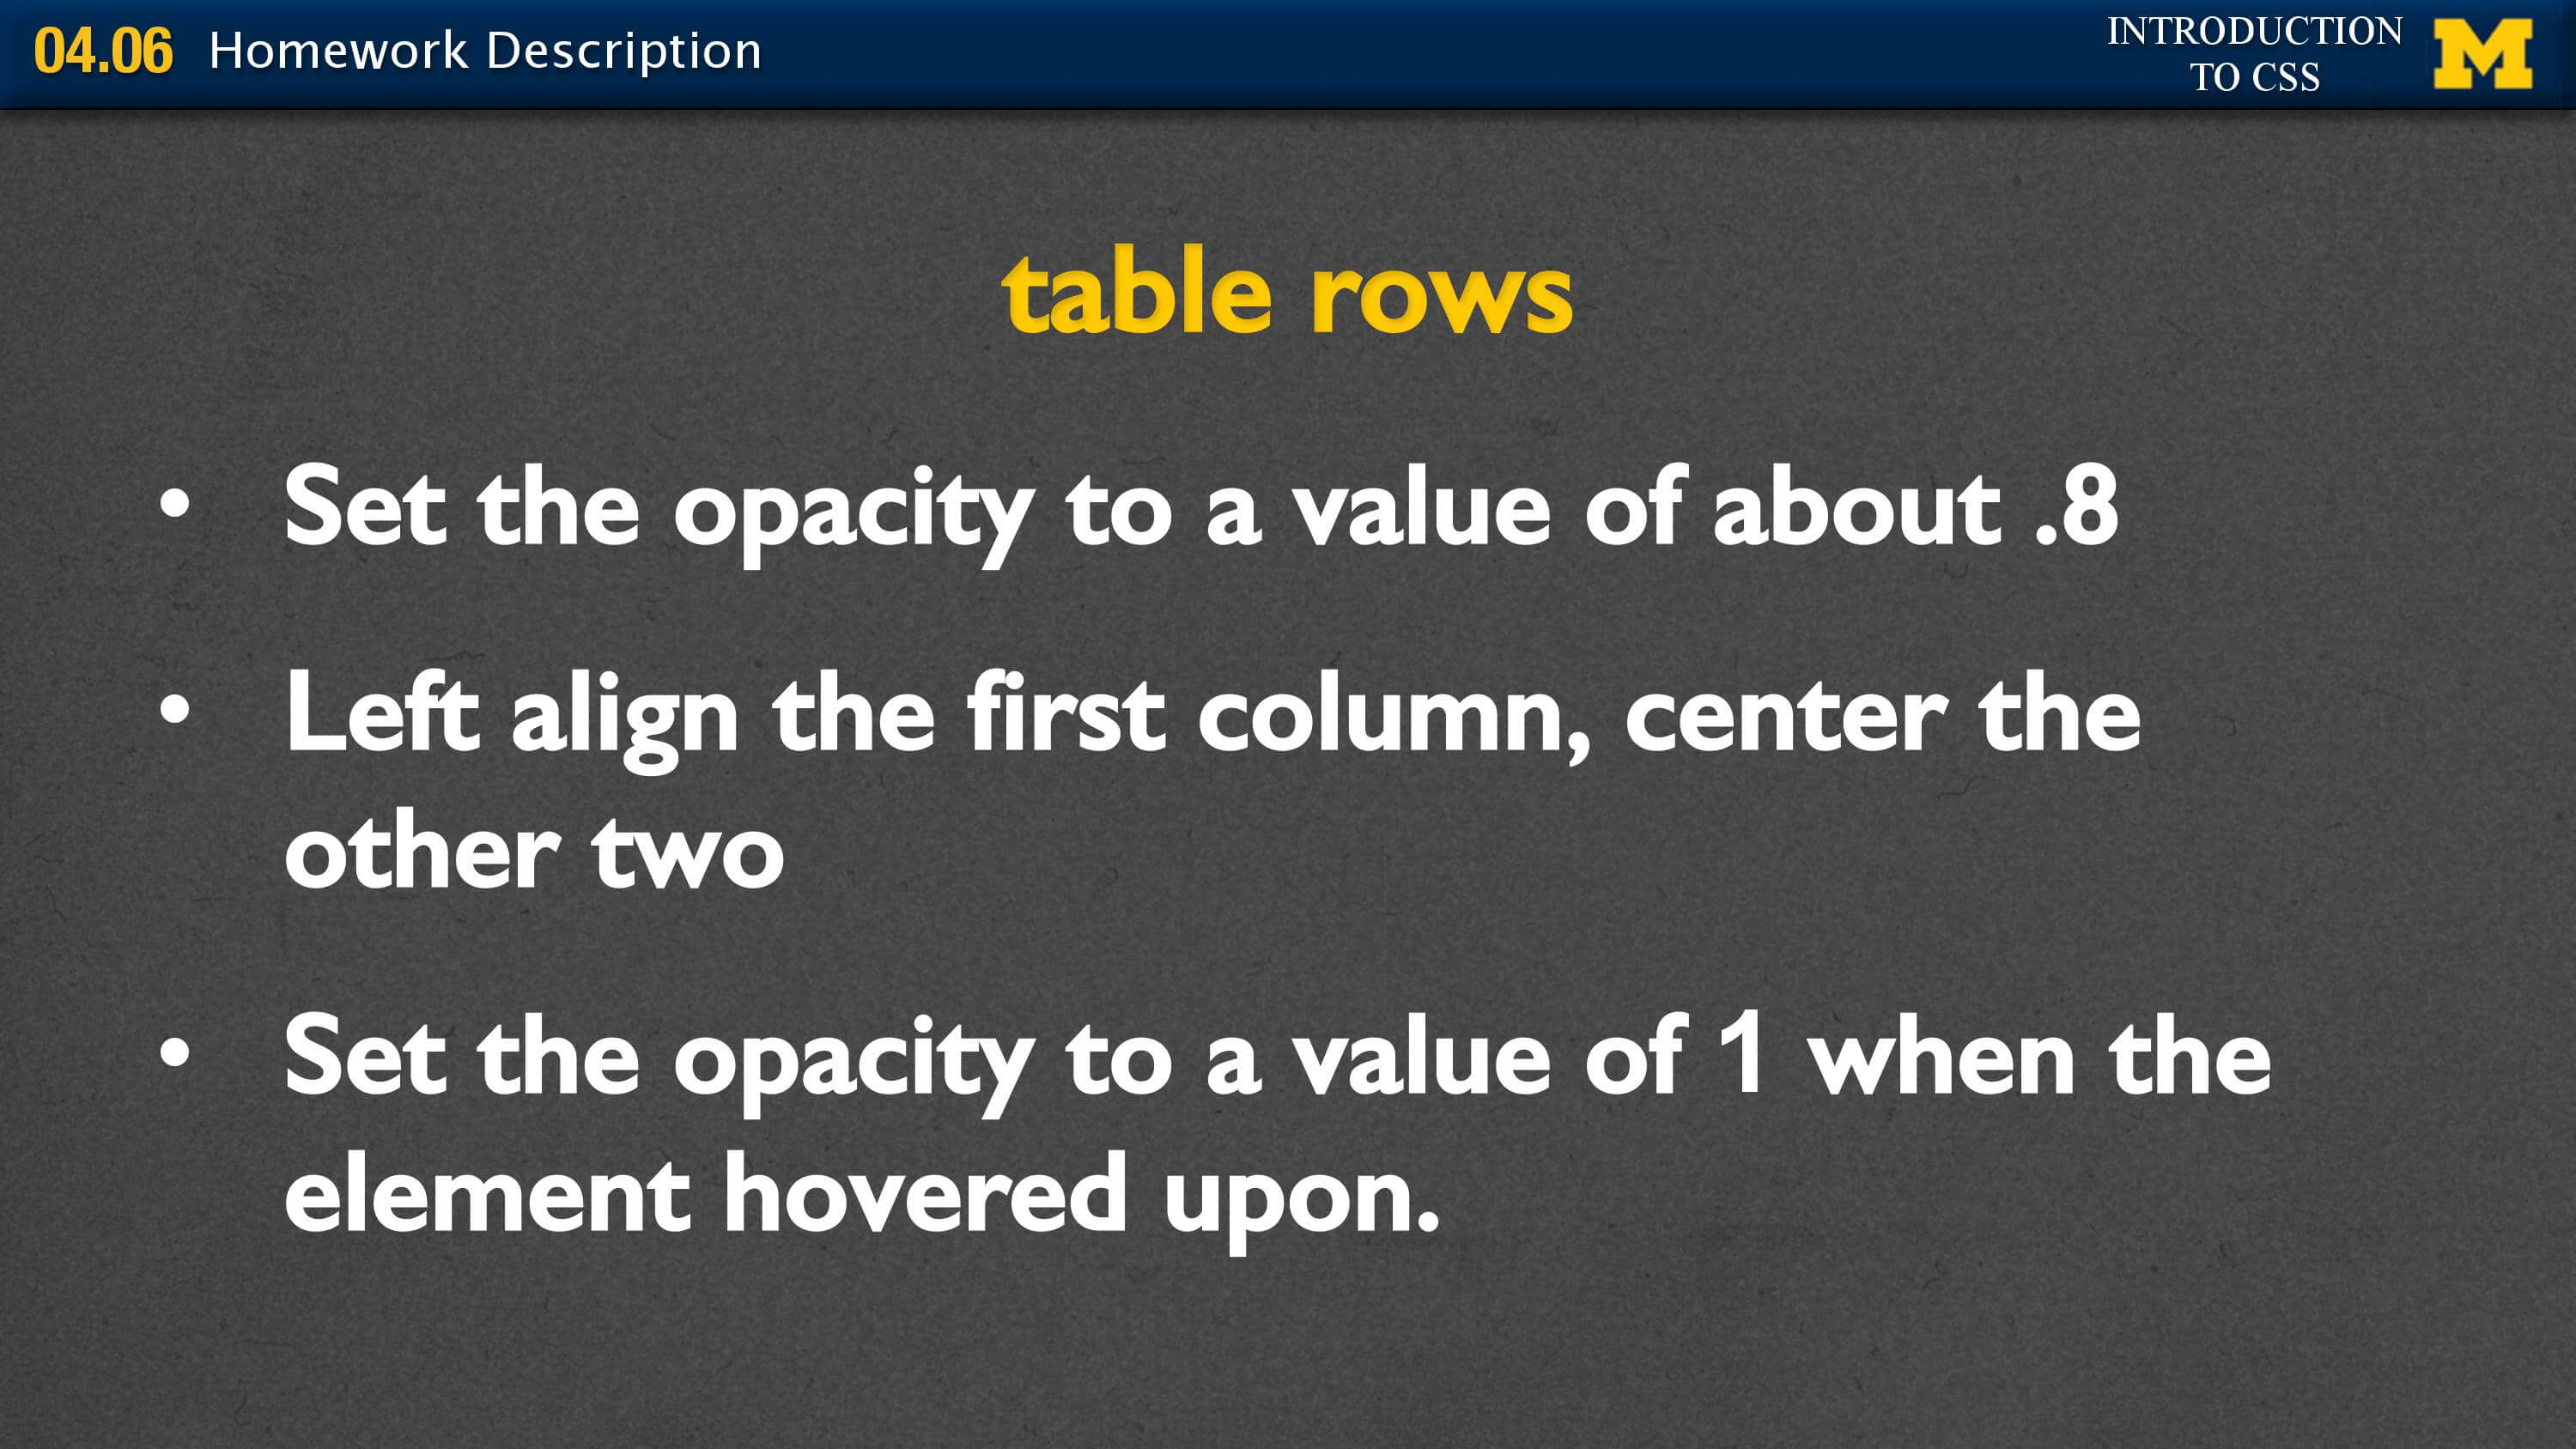 04.06 Homework Description
INTRODUCTION
TO CSS
M
table rows
• Set the opacity to a value of about .8
• Left align the first column, center the
other two
• Set the opacity to a value of 1 when the
element hovered upon.